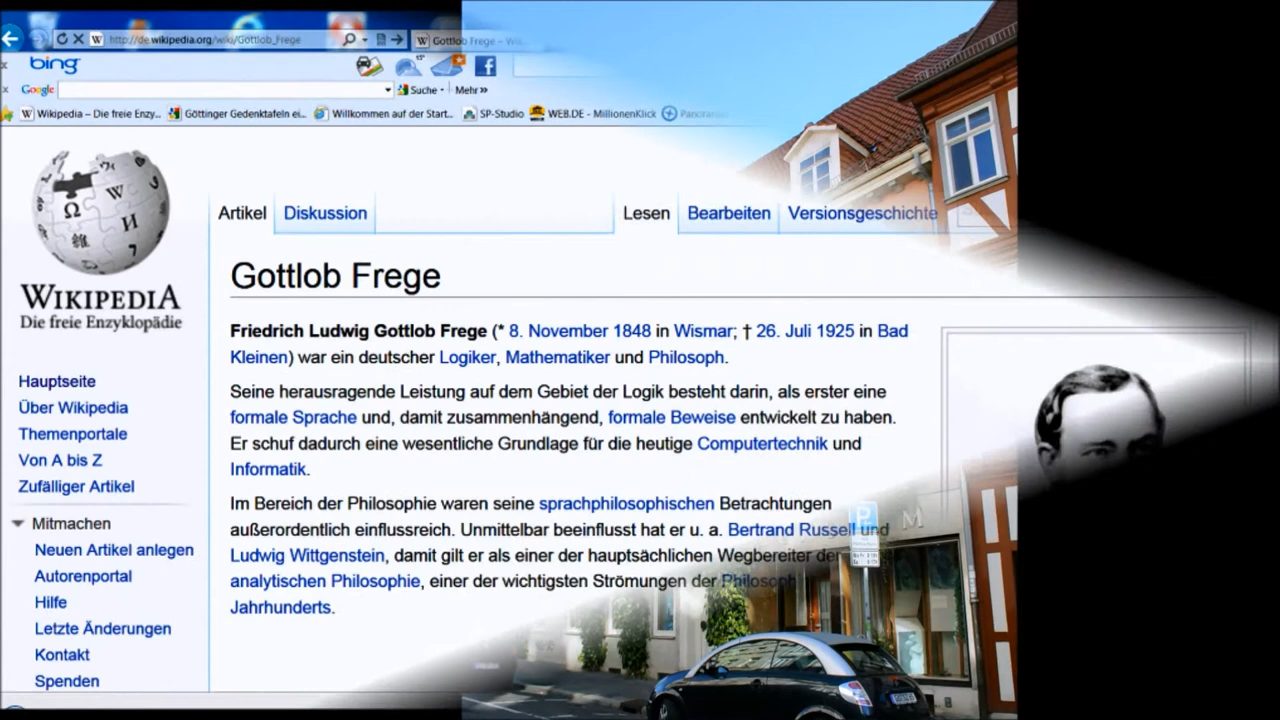 http://de.wikipedia.org/wiki/Gottlob_Frege
Gottlob Frege – Wi...
bing
Google
Suche
Mehr »
Wikipedia – Die freie Enzy...
Göttinger Gedenktafeln ei...
Willkommen auf der Start...
SP-Studio
WEB.DE - MillionenKlick
Artikel
Diskussion
Lesen
Bearbeiten
Versionsgeschichte
WIKIPEDIA
Die freie Enzyklopädie
Gottlob Frege
Friedrich Ludwig Gottlob Frege (* 8. November 1848 in Wismar; † 26. Juli 1925 in Bad
Kleinen) war ein deutscher Logiker, Mathematiker und Philosoph.
Seine herausragende Leistung auf dem Gebiet der Logik besteht darin, als erster eine
formale Sprache und, damit zusammenhängend, formale Beweise entwickelt zu haben.
Er schuf dadurch eine wesentliche Grundlage für die heutige Computertechnik und
Informatik.
Im Bereich der Philosophie waren seine sprachphilosophischen Betrachtungen
außerordentlich einflussreich. Unmittelbar beeinflusst hat er u. a. Bertrand Russell und
Ludwig Wittgenstein, damit gilt er als einer der hauptsächlichen Wegbereiter der
analytischen Philosophie, einer der wichtigsten Strömungen der
Jahrhunderts.
Hauptseite
Über Wikipedia
Themenportale
Von A bis Z
Zufälliger Artikel
Mitmachen
Neuen Artikel anlegen
Autorenportal
Hilfe
Letzte Änderungen
Kontakt
Spenden
P
M